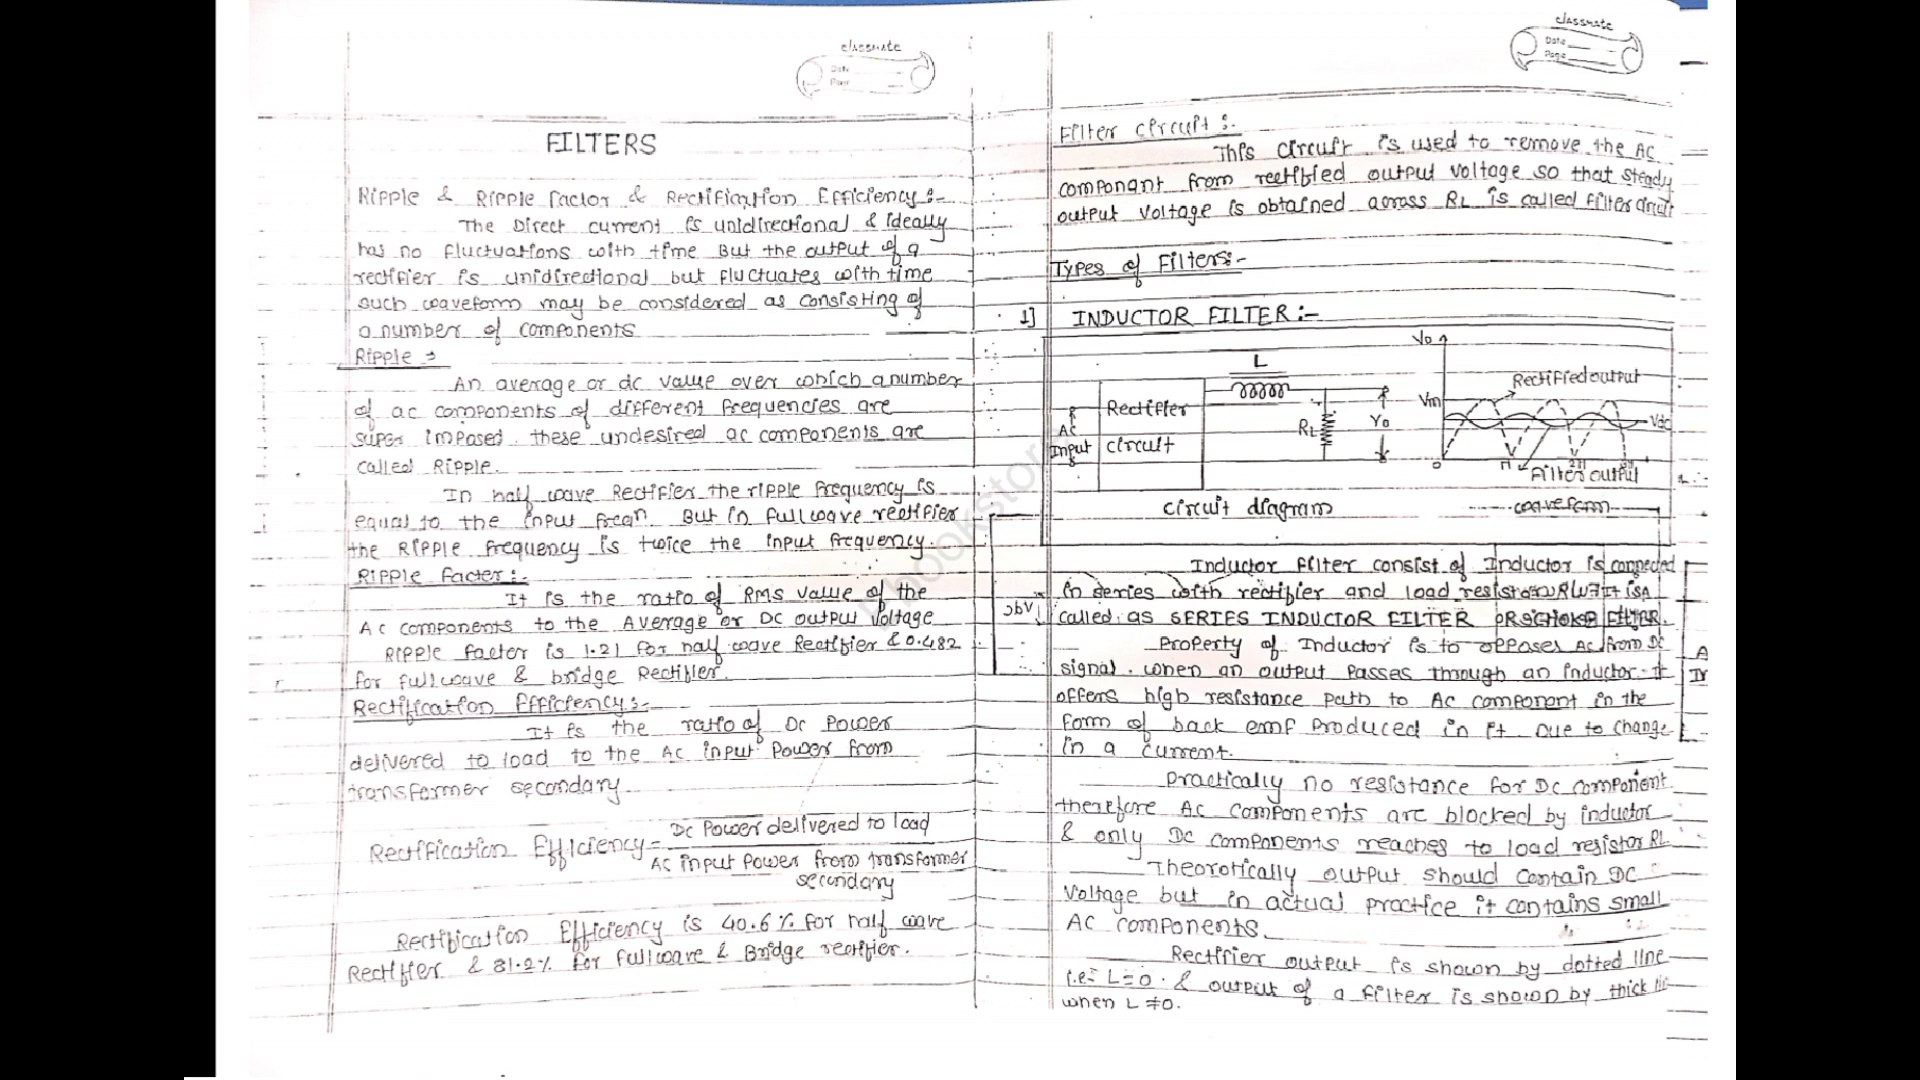 classmate
Date
Page
FILTERS
Ripple & Ripple factor & Rectification Efficiency :-
The Direct current is unidirectional & ideally
has no fluctuations with time But the output of a
rectifier is unidirectional but fluctuates with time
such waveform may be considered as consisting of
a number of components
Ripple :
An average or dc value over which a number
of ac components of different frequencies are
super imposed. these undesired ac components are
called Ripple.
In half wave Rectifier the ripple frequency is
equal to the input freqn. But in full wave rectifier
the Ripple frequency is twice the input frequency.
Ripple factor :-
It is the ratio of RMS value of the
AC components to the Average or DC output voltage
Ripple factor is 1.21 for half wave Rectifier & 0.482
for full wave & bridge Rectifier.
Rectification Efficiency :-
It is the ratio of DC Power
delivered to load to the AC input power from
transformer secondary.
Rectification Efficiency = DC Power delivered to load
AC input power from transformer
secondary
Rectification Efficiency is 40.6% for half wave
Rectifier & 81.2% for full wave & Bridge rectifier.
classmate
Date
Page
Filter circuit :-
This circuit is used to remove the AC
componant from rectified output voltage so that steady
output voltage is obtained across RL is called filter circuit
Types of Filters:-
1] INDUCTOR FILTER :-
L
Rectifier
circuit
AC
Input
RL
Vo
Vo
Vm
Rectified output
Vdc
0
π
2π
Filter output
circuit diagram
waveform
Inductor filter consist of Inductor is connected
in series with rectifier and load resistor It is
called as SERIES INDUCTOR FILTER OR CHOKE FILTER.
Property of Inductor is to opposes AC from DC
signal. when an output passes through an inductor it
offers high resistance path to AC component in the
form of back emf produced in it Due to change
in a current.
Practically no resistance for DC component
therefore AC components are blocked by inductor
& only DC components reaches to load resistor RL
Theorotically output should contain DC
voltage but in actual practice it contains small
AC components.
Rectifier output is shown by dotted line
i.e. L=0. & output of a filter is shown by thick
when L ≠ 0.